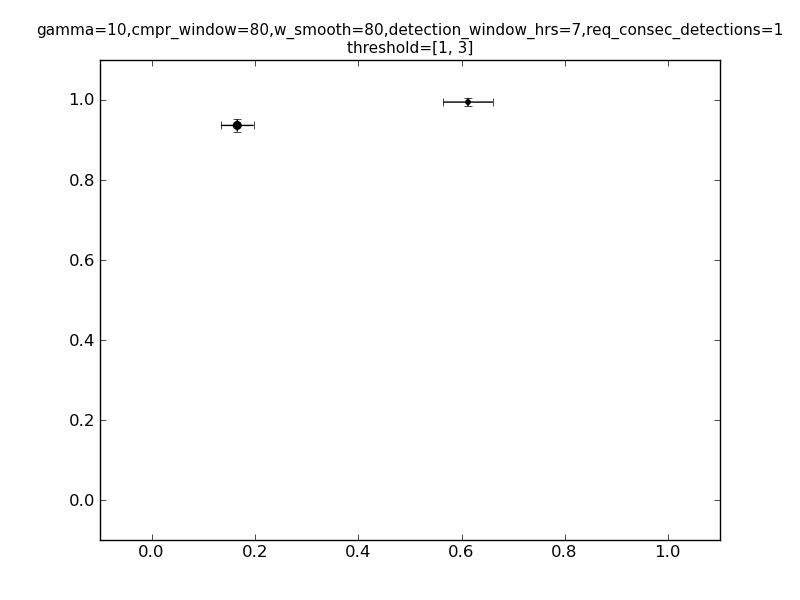 gamma=10,cmpr_window=80,w_smooth=80,detection_window_hrs=7,req_consec_detections=1
threshold=[1, 3]
1.0
0.8
0.6
0.4
0.2
0.0
0.0 0.2 0.4 0.6 0.8 1.0